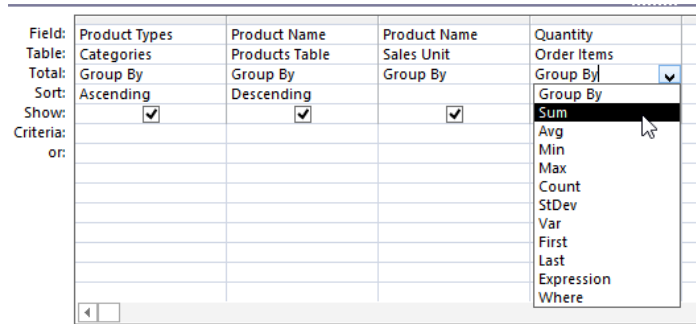 Field: Product Types Product Name Product Name Quantity
Table: Categories Products Table Sales Unit Order Items
Total: Group By Group By Group By Group By
Sort: Ascending Descending
Show:
Criteria:
or:
Group By
Sum
Avg
Min
Max
Count
StDev
Var
First
Last
Expression
Where